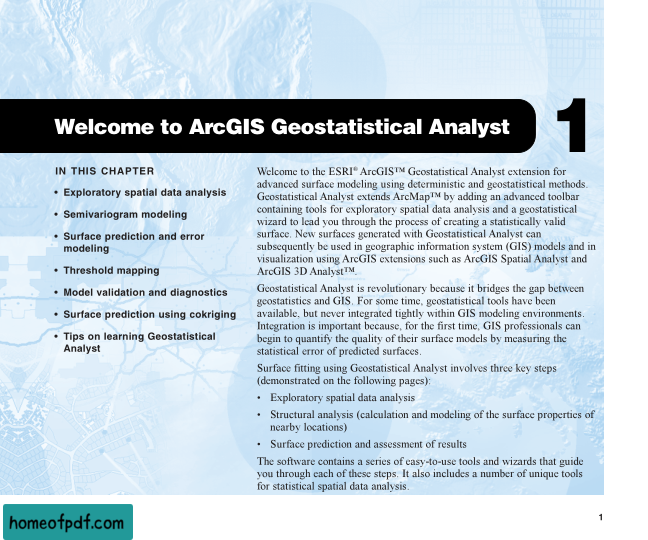 Welcome to ArcGIS Geostatistical Analyst
1
IN THIS CHAPTER
• Exploratory spatial data analysis
• Semivariogram modeling
• Surface prediction and error
modeling
• Threshold mapping
• Model validation and diagnostics
• Surface prediction using cokriging
• Tips on learning Geostatistical
Analyst
Welcome to the ESRI® ArcGIS™ Geostatistical Analyst extension for
advanced surface modeling using deterministic and geostatistical methods.
Geostatistical Analyst extends ArcMap™ by adding an advanced toolbar
containing tools for exploratory spatial data analysis and a geostatistical
wizard to lead you through the process of creating a statistically valid
surface. New surfaces generated with Geostatistical Analyst can
subsequently be used in geographic information system (GIS) models and in
visualization using ArcGIS extensions such as ArcGIS Spatial Analyst and
ArcGIS 3D Analyst™.
Geostatistical Analyst is revolutionary because it bridges the gap between
geostatistics and GIS. For some time, geostatistical tools have been
available, but never integrated tightly within GIS modeling environments.
Integration is important because, for the first time, GIS professionals can
begin to quantify the quality of their surface models by measuring the
statistical error of predicted surfaces.
Surface fitting using Geostatistical Analyst involves three key steps
(demonstrated on the following pages):
• Exploratory spatial data analysis
• Structural analysis (calculation and modeling of the surface properties of
nearby locations)
• Surface prediction and assessment of results
The software contains a series of easy-to-use tools and wizards that guide
you through each of these steps. It also includes a number of unique tools
for statistical spatial data analysis.
1
homeofpdf.com